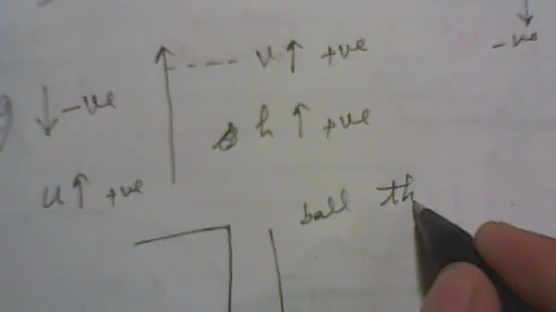 -ve
u ↑ +ve
↓ -ve
h ↑ +ve
u ↑ +ve
ball th